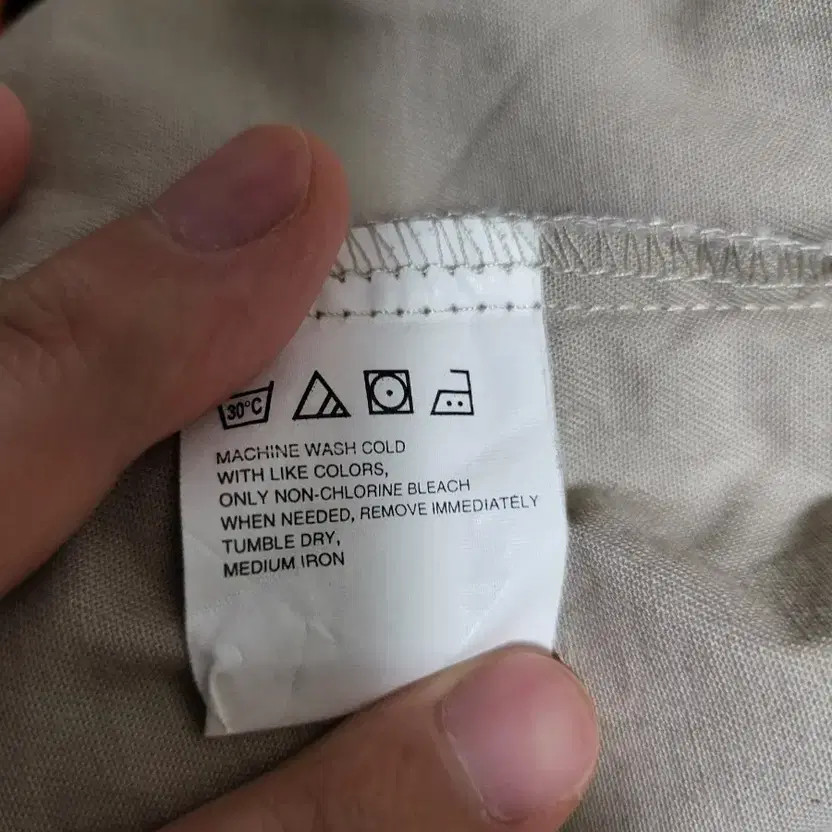 30°C
MACHINE WASH COLD
WITH LIKE COLORS,
ONLY NON-CHLORINE BLEACH
WHEN NEEDED, REMOVE IMMEDIATELY
TUMBLE DRY,
MEDIUM IRON